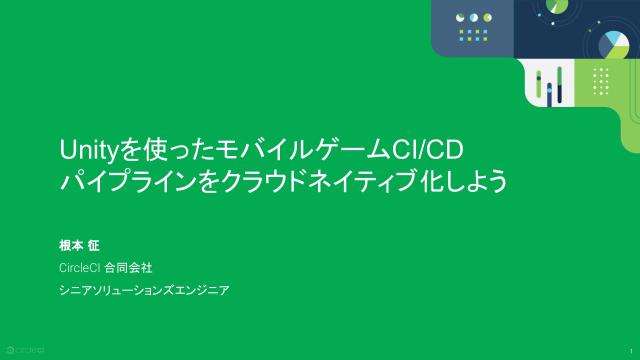 Unityを使ったモバイルゲームCI/CD
パイプラインをクラウドネイティブ化しよう
根本 征
CircleCI 合同会社
シニアソリューションズエンジニア
circleci
1